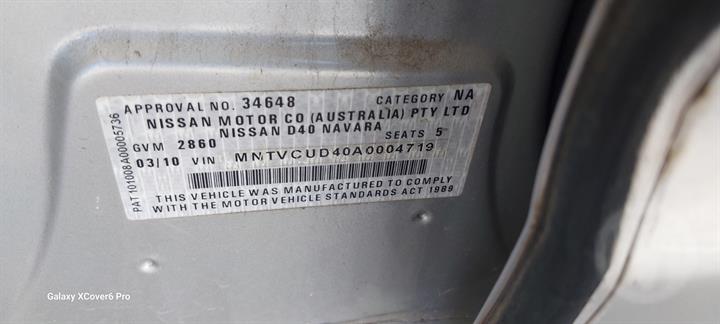 APPROVAL NO. 34648 CATEGORY NA
NISSAN MOTOR CO (AUSTRALIA) PTY LTD
NISSAN D40 NAVARA
GVM 2860 SEATS 5
03/10 VIN MNTVCUD40A0004719
THIS VEHICLE WAS MANUFACTURED TO COMPLY
WITH THE MOTOR VEHICLE STANDARDS ACT 1989
PAT 101008A00005736
Galaxy XCover6 Pro